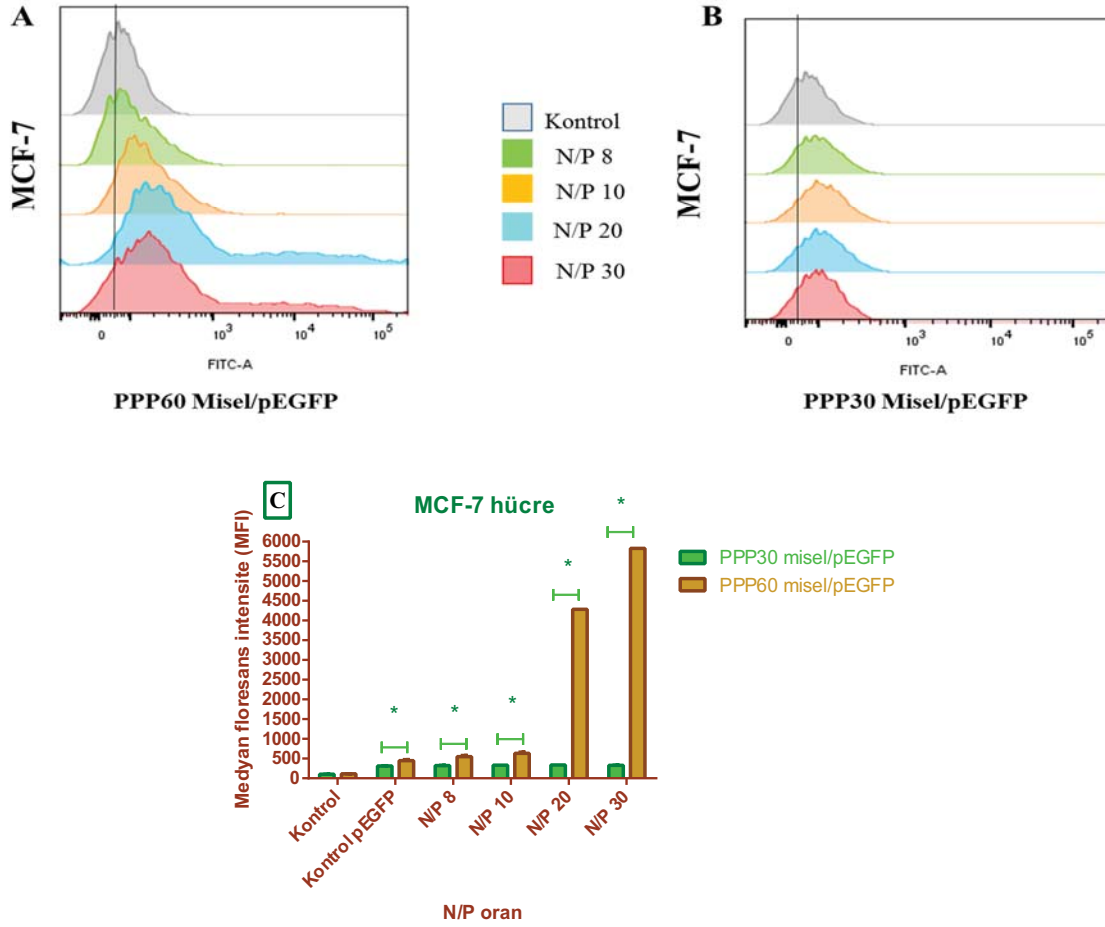 A
MCF-7
0
10³
10⁴
10⁵
FITC-A
PPP60 Misel/pEGFP
Kontrol
N/P 8
N/P 10
N/P 20
N/P 30
B
MCF-7
0
10³
10⁴
10⁵
FITC-A
PPP30 Misel/pEGFP
C
MCF-7 hücre
Medyan floresans intensite (MFI)
6000
5500
5000
4500
4000
3500
3000
2500
2000
1500
1000
500
0
*
*
*
*
*
Kontrol
Kontrol pEGFP
N/P 8
N/P 10
N/P 20
N/P 30
N/P oran
PPP30 misel/pEGFP
PPP60 misel/pEGFP